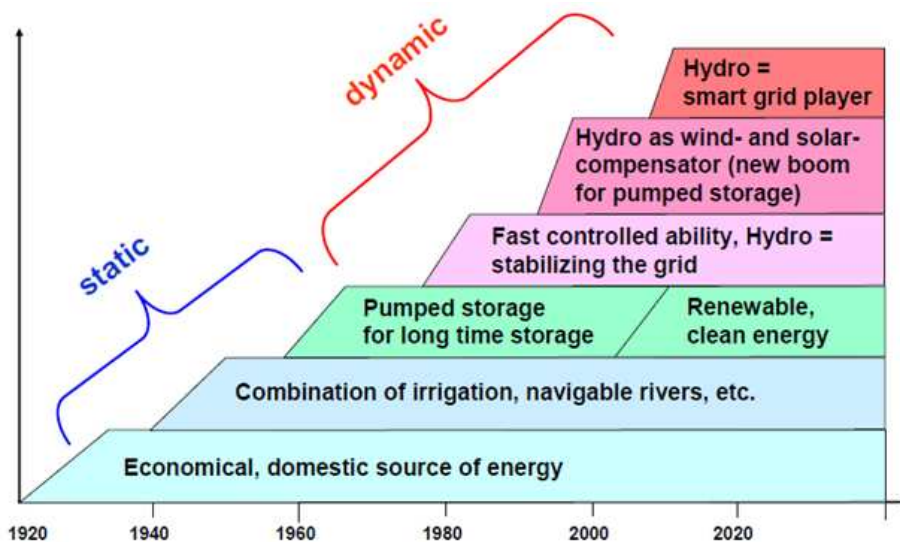 dynamic
static
Hydro =
smart grid player
Hydro as wind- and solar-
compensator (new boom
for pumped storage)
Fast controlled ability, Hydro =
stabilizing the grid
Pumped storage
for long time storage
Renewable,
clean energy
Combination of irrigation, navigable rivers, etc.
Economical, domestic source of energy
1920 1940 1960 1980 2000 2020